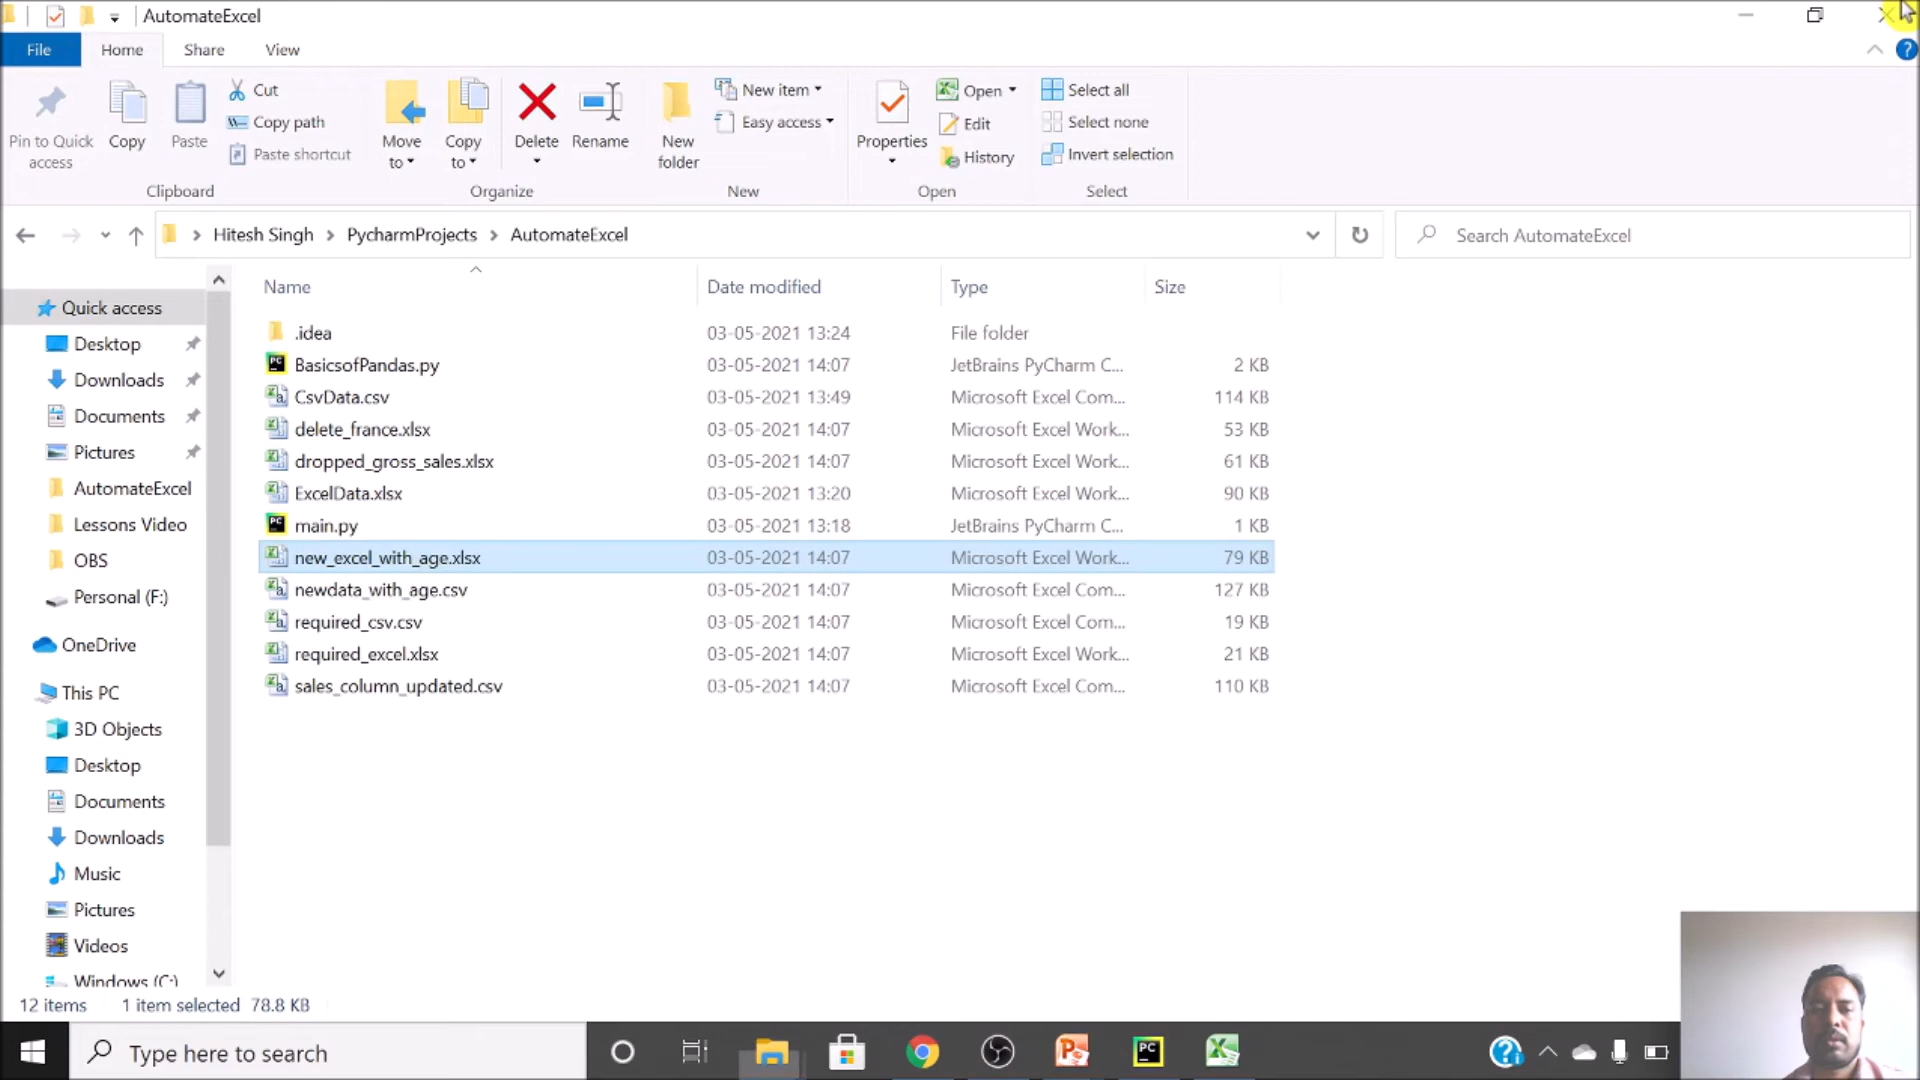 AutomateExcel
File Home Share View
Pin to Quick access
Copy
Paste
Cut
Copy path
Paste shortcut
Clipboard
Move to
Copy to
Delete
Rename
Organize
New folder
New item
Easy access
New
Properties
Open
Edit
History
Open
Select all
Select none
Invert selection
Select
Hitesh Singh > PycharmProjects > AutomateExcel
Search AutomateExcel
Quick access
Desktop
Downloads
Documents
Pictures
AutomateExcel
Lessons Video
OBS
Personal (F:)
OneDrive
This PC
3D Objects
Desktop
Documents
Downloads
Music
Pictures
Videos
Windows (C:)
Name Date modified Type Size
.idea 03-05-2021 13:24 File folder
BasicsofPandas.py 03-05-2021 14:07 JetBrains PyCharm C... 2 KB
CsvData.csv 03-05-2021 13:49 Microsoft Excel Com... 114 KB
delete_france.xlsx 03-05-2021 14:07 Microsoft Excel Work... 53 KB
dropped_gross_sales.xlsx 03-05-2021 14:07 Microsoft Excel Work... 61 KB
ExcelData.xlsx 03-05-2021 13:20 Microsoft Excel Work... 90 KB
main.py 03-05-2021 13:18 JetBrains PyCharm C... 1 KB
new_excel_with_age.xlsx 03-05-2021 14:07 Microsoft Excel Work... 79 KB
newdata_with_age.csv 03-05-2021 14:07 Microsoft Excel Com... 127 KB
required_csv.csv 03-05-2021 14:07 Microsoft Excel Com... 19 KB
required_excel.xlsx 03-05-2021 14:07 Microsoft Excel Work... 21 KB
sales_column_updated.csv 03-05-2021 14:07 Microsoft Excel Com... 110 KB
12 items 1 item selected 78.8 KB
Type here to search